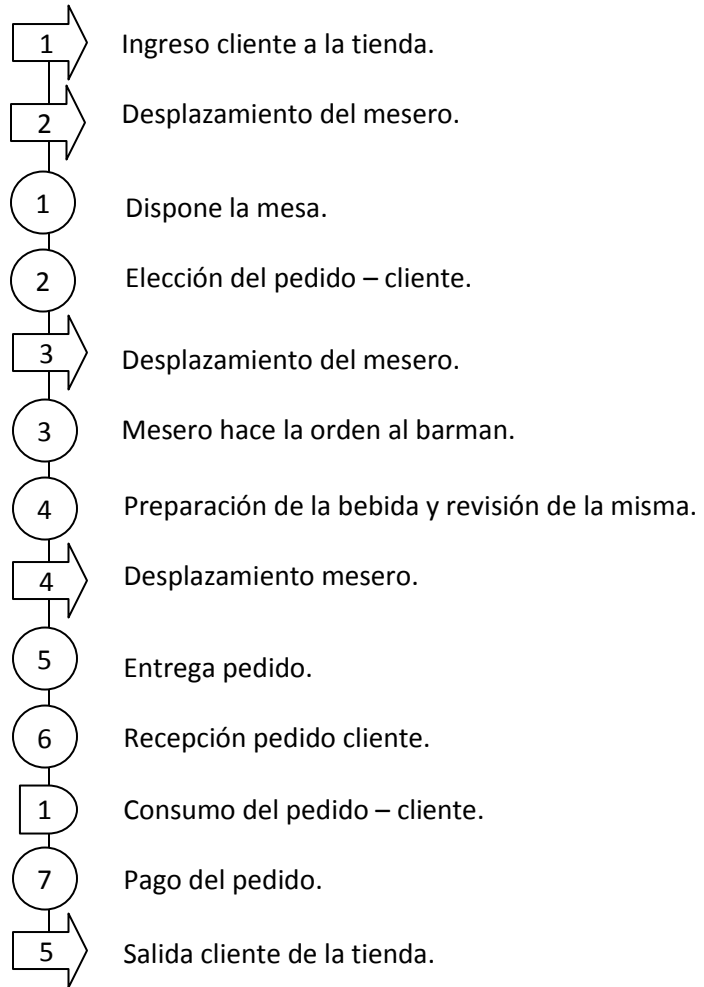 1 Ingreso cliente a la tienda.
2 Desplazamiento del mesero.
1 Dispone la mesa.
2 Elección del pedido – cliente.
3 Desplazamiento del mesero.
3 Mesero hace la orden al barman.
4 Preparación de la bebida y revisión de la misma.
4 Desplazamiento mesero.
5 Entrega pedido.
6 Recepción pedido cliente.
1 Consumo del pedido – cliente.
7 Pago del pedido.
5 Salida cliente de la tienda.